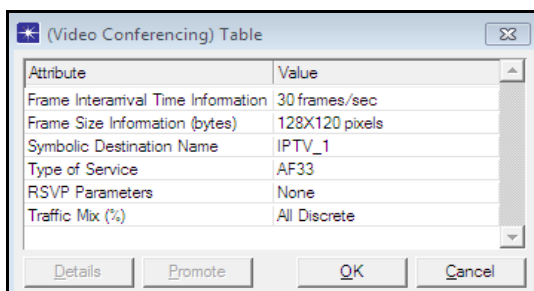 (Video Conferencing) Table
Attribute Value
Frame Interarrival Time Information 30 frames/sec
Frame Size Information (bytes) 128X120 pixels
Symbolic Destination Name IPTV_1
Type of Service AF33
RSVP Parameters None
Traffic Mix (%) All Discrete
Details Promote OK Cancel